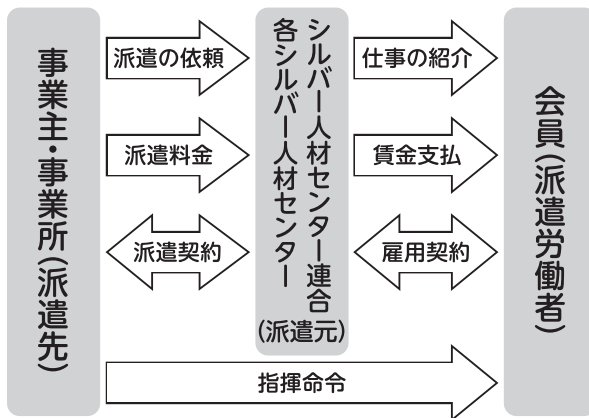 事業主・事業所(派遣先)
派遣の依頼
派遣料金
派遣契約
シルバー人材センター連合
各シルバー人材センター
(派遣元)
仕事の紹介
賃金支払
雇用契約
会員(派遣労働者)
指揮命令